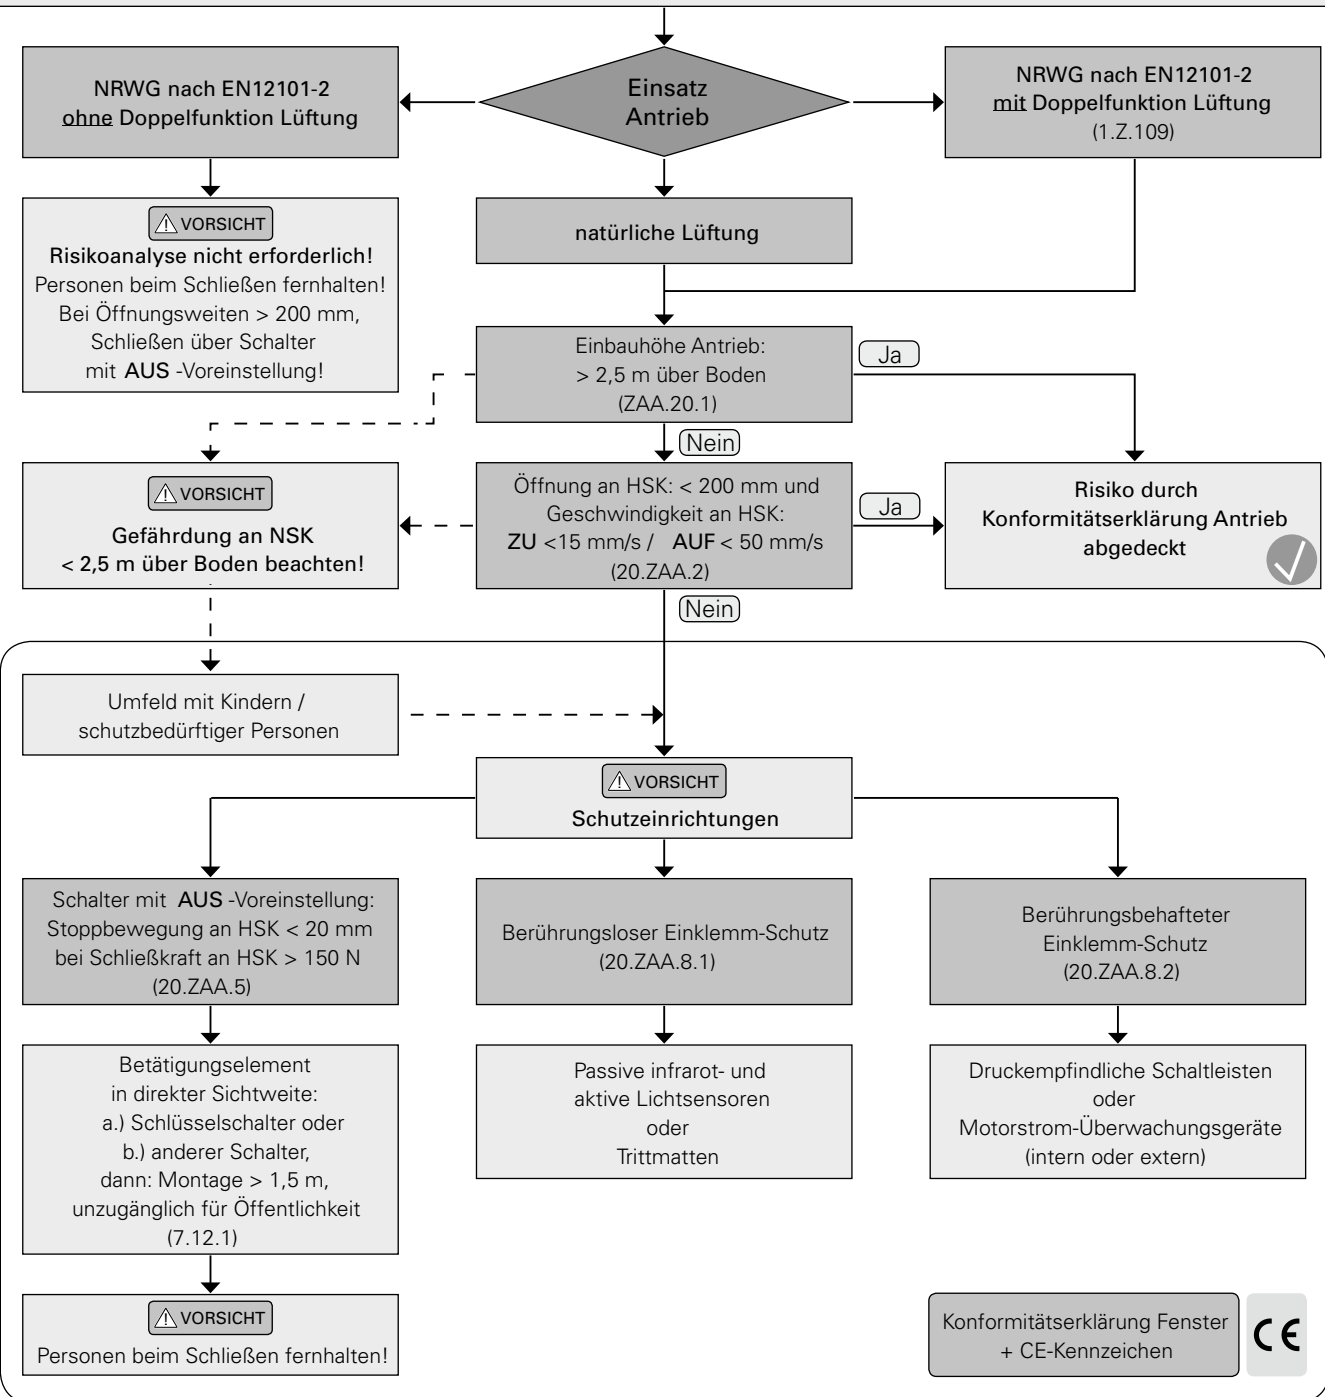 NRWG nach EN12101-2
ohne Doppelfunktion Lüftung
Einsatz
Antrieb
NRWG nach EN12101-2
mit Doppelfunktion Lüftung
(1.Z.109)
⚠ VORSICHT
Risikoanalyse nicht erforderlich!
Personen beim Schließen fernhalten!
Bei Öffnungsweiten > 200 mm,
Schließen über Schalter
mit AUS -Voreinstellung!
natürliche Lüftung
Einbauhöhe Antrieb:
> 2,5 m über Boden
(ZAA.20.1)
Ja
Nein
⚠ VORSICHT
Gefährdung an NSK
< 2,5 m über Boden beachten!
Öffnung an HSK: < 200 mm und
Geschwindigkeit an HSK:
ZU <15 mm/s / AUF < 50 mm/s
(20.ZAA.2)
Ja
Nein
Risiko durch
Konformitätserklärung Antrieb
abgedeckt
Umfeld mit Kindern /
schutzbedürftiger Personen
⚠ VORSICHT
Schutzeinrichtungen
Schalter mit AUS -Voreinstellung:
Stoppbewegung an HSK < 20 mm
bei Schließkraft an HSK > 150 N
(20.ZAA.5)
Berührungsloser Einklemm-Schutz
(20.ZAA.8.1)
Berührungsbehafteter
Einklemm-Schutz
(20.ZAA.8.2)
Betätigungselement
in direkter Sichtweite:
a.) Schlüsselschalter oder
b.) anderer Schalter,
dann: Montage > 1,5 m,
unzugänglich für Öffentlichkeit
(7.12.1)
Passive infrarot- und
aktive Lichtsensoren
oder
Trittmatten
Druckempfindliche Schaltleisten
oder
Motorstrom-Überwachungsgeräte
(intern oder extern)
⚠ VORSICHT
Personen beim Schließen fernhalten!
Konformitätserklärung Fenster
+ CE-Kennzeichen
CE